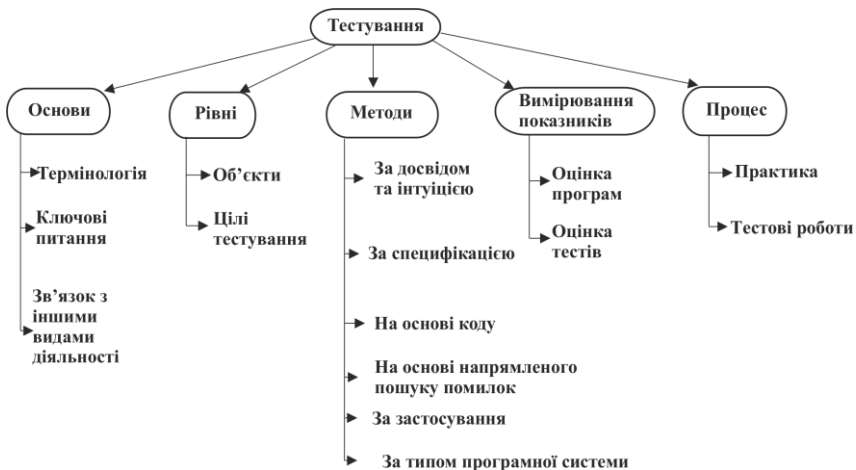 Тестування
Основи
Рівні
Методи
Вимірювання
показників
Процес
Термінологія
Ключові
питання
Зв’язок з
іншими
видами
діяльності
Об’єкти
Цілі
тестування
За досвідом
та інтуіцією
За специфікацією
На основі коду
На основі напрямленого
пошуку помилок
За застосування
За типом програмної системи
Оцінка
програм
Оцінка
тестів
Практика
Тестові роботи